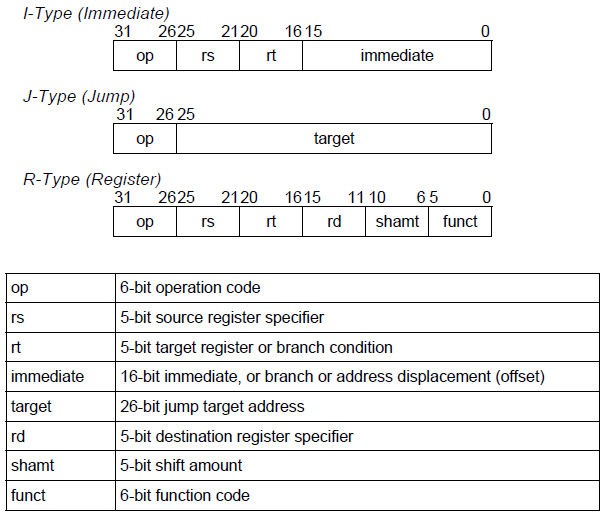 I-Type (Immediate)
31 26 25 21 20 16 15 0
op rs rt immediate
J-Type (Jump)
31 26 25 0
op target
R-Type (Register)
31 26 25 21 20 16 15 11 10 6 5 0
op rs rt rd shamt funct
op 6-bit operation code
rs 5-bit source register specifier
rt 5-bit target register or branch condition
immediate 16-bit immediate, or branch or address displacement (offset)
target 26-bit jump target address
rd 5-bit destination register specifier
shamt 5-bit shift amount
funct 6-bit function code